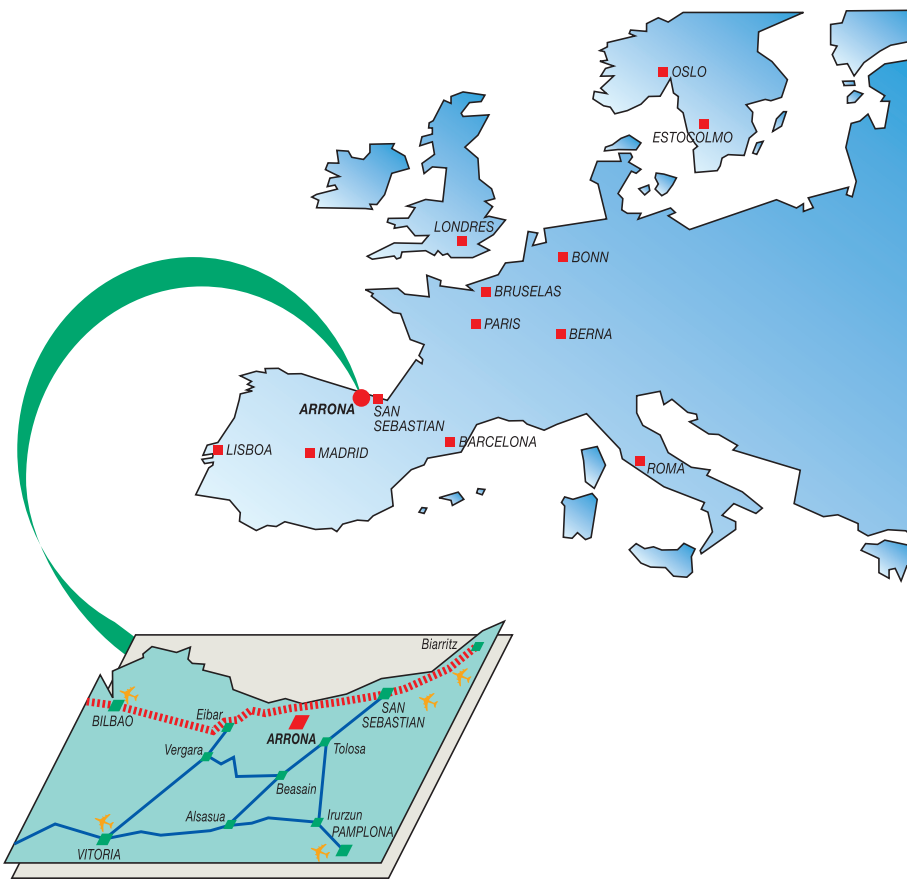 OSLO
ESTOCOLMO
LONDRES
BONN
BRUSELAS
PARIS
BERNA
ARRONA
SAN
SEBASTIAN
LISBOA
MADRID
BARCELONA
ROMA
Biarritz
BILBAO
Eibar
SAN
SEBASTIAN
ARRONA
Vergara
Tolosa
Beasain
Alsasua
Irurzun
PAMPLONA
VITORIA